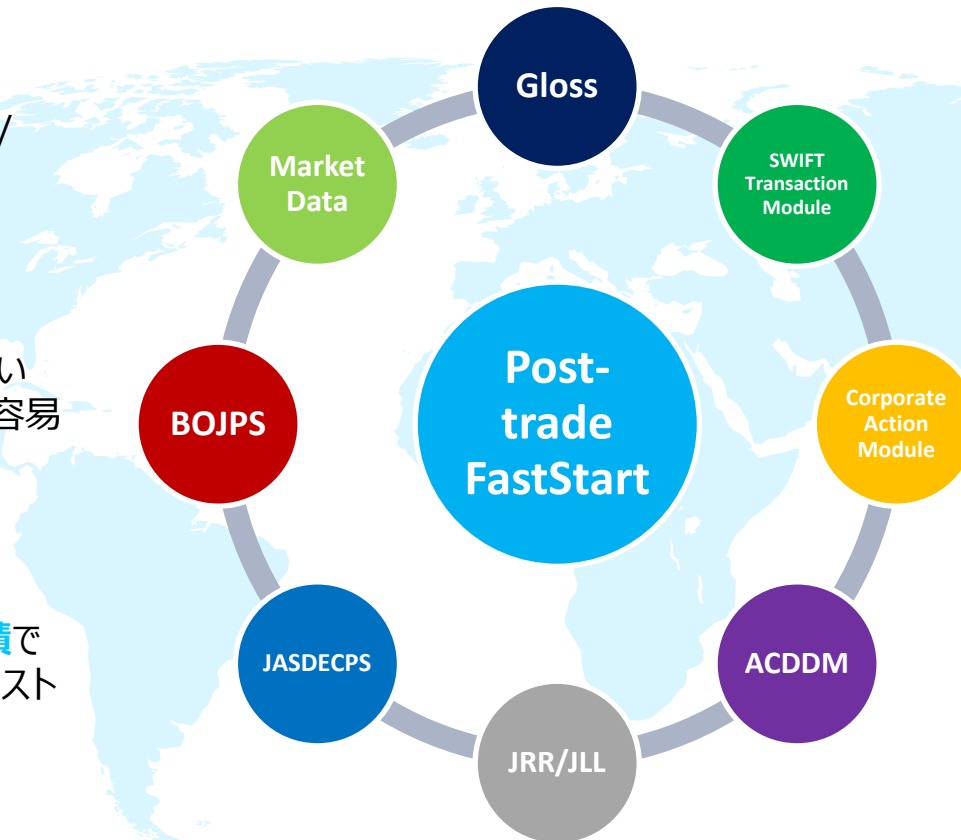 /
い
容易
績で
スト
Gloss
SWIFT
Transaction
Module
Corporate
Action
Module
ACDDM
JRR/JLL
JASDECPS
BOJPS
Market
Data
Post-
trade
FastStart